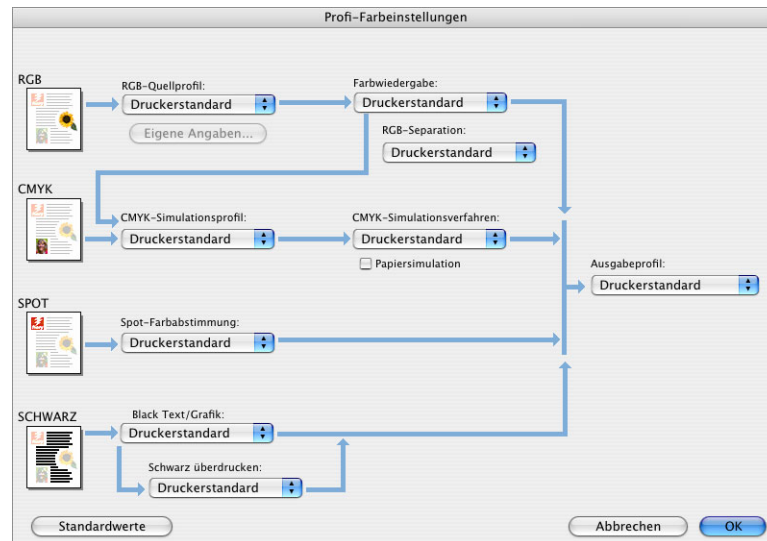 Profi-Farbeinstellungen
RGB
RGB-Quellprofil:
Druckerstandard
Eigene Angaben...
Farbwiedergabe:
Druckerstandard
RGB-Separation:
Druckerstandard
CMYK
CMYK-Simulationsprofil:
Druckerstandard
CMYK-Simulationsverfahren:
Druckerstandard
Papiersimulation
Ausgabeprofil:
Druckerstandard
SPOT
Spot-Farbabstimmung:
Druckerstandard
SCHWARZ
Black Text/Grafik:
Druckerstandard
Schwarz überdrucken:
Druckerstandard
Standardwerte
Abbrechen
OK